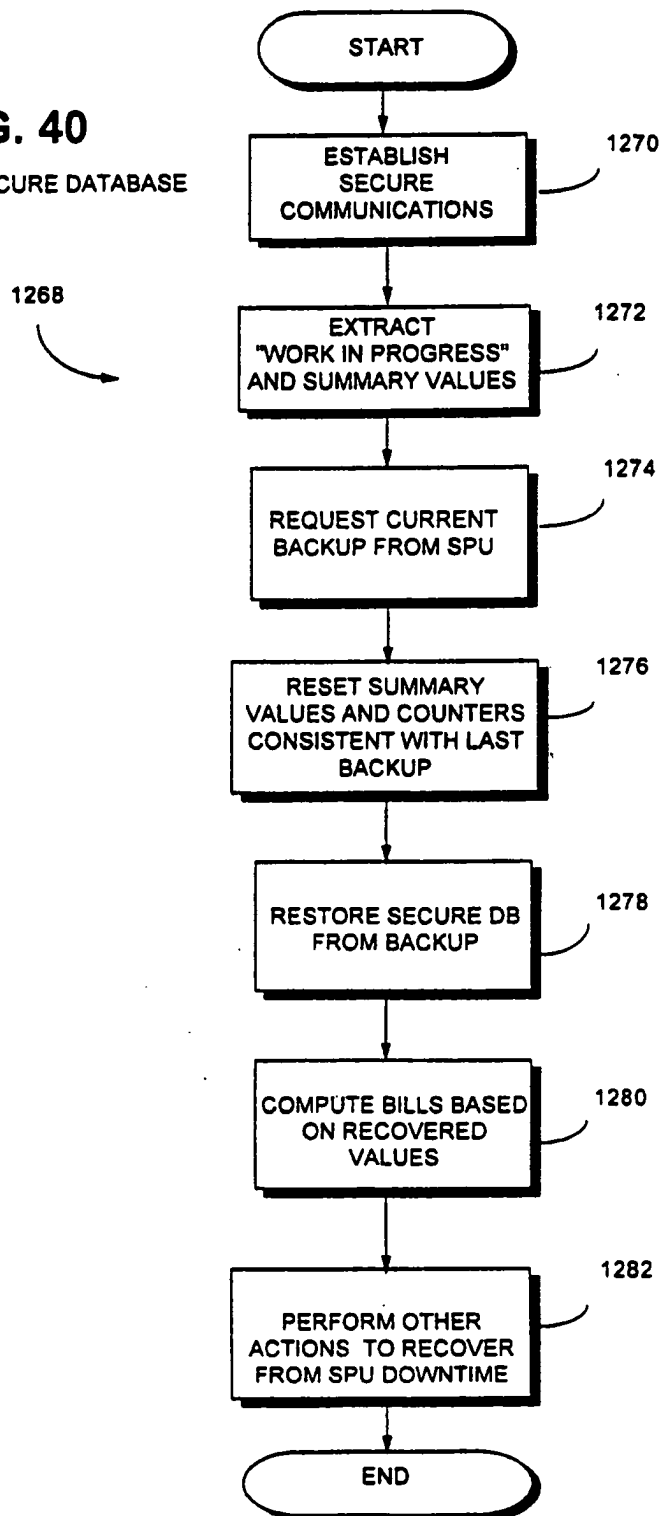 START
G. 40
CURE DATABASE
1268
ESTABLISH
SECURE
COMMUNICATIONS
1270
EXTRACT
"WORK IN PROGRESS"
AND SUMMARY VALUES
1272
REQUEST CURRENT
BACKUP FROM SPU
1274
RESET SUMMARY
VALUES AND COUNTERS
CONSISTENT WITH LAST
BACKUP
1276
RESTORE SECURE DB
FROM BACKUP
1278
COMPUTE BILLS BASED
ON RECOVERED
VALUES
1280
PERFORM OTHER
ACTIONS TO RECOVER
FROM SPU DOWNTIME
1282
END